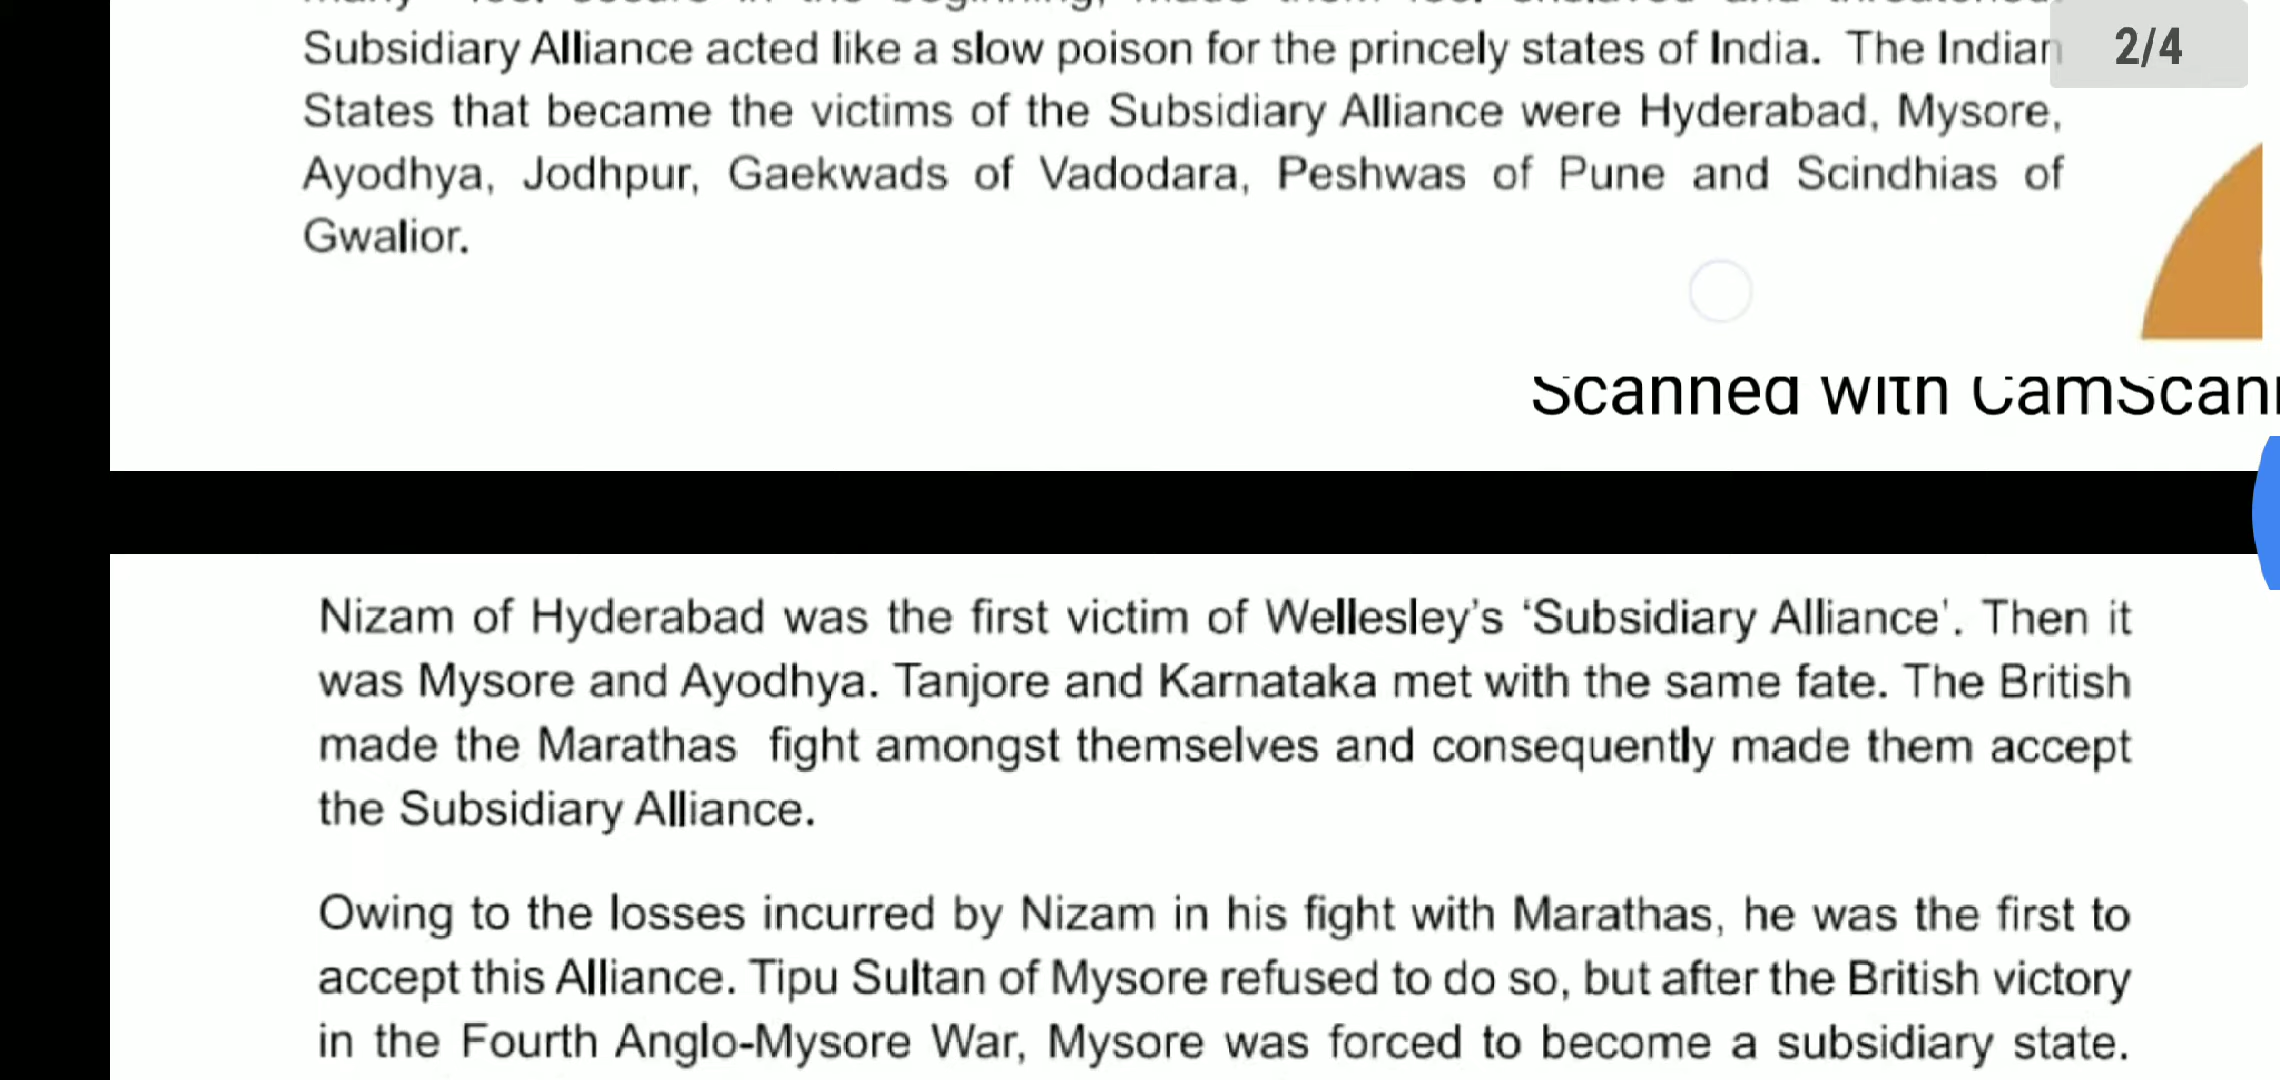 Subsidiary Alliance acted like a slow poison for the princely states of India. The Indian
2/4
States that became the victims of the Subsidiary Alliance were Hyderabad, Mysore,
Ayodhya, Jodhpur, Gaekwads of Vadodara, Peshwas of Pune and Scindhias of
Gwalior.
Scanned with CamScan
Nizam of Hyderabad was the first victim of Wellesley's ‘Subsidiary Alliance'. Then it
was Mysore and Ayodhya. Tanjore and Karnataka met with the same fate. The British
made the Marathas fight amongst themselves and consequently made them accept
the Subsidiary Alliance.
Owing to the losses incurred by Nizam in his fight with Marathas, he was the first to
accept this Alliance. Tipu Sultan of Mysore refused to do so, but after the British victory
in the Fourth Anglo-Mysore War, Mysore was forced to become a subsidiary state.